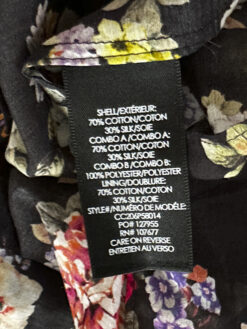 SHELL/EXTÉRIEUR:
70% COTTON/COTON
30% SILK/SOIE
COMBO A / COMBO A:
70% COTTON/COTON
30% SILK/SOIE
COMBO B / COMBO B:
100% POLYESTER/POLYESTER
LINING/DOUBLURE:
70% COTTON/COTON
30% SILK/SOIE
STYLE#/NUMÉRO DE MODÈLE:
CC2D6P58014
PO# 127955
RN# 107677
CARE ON REVERSE
ENTRETIEN AU VERSO